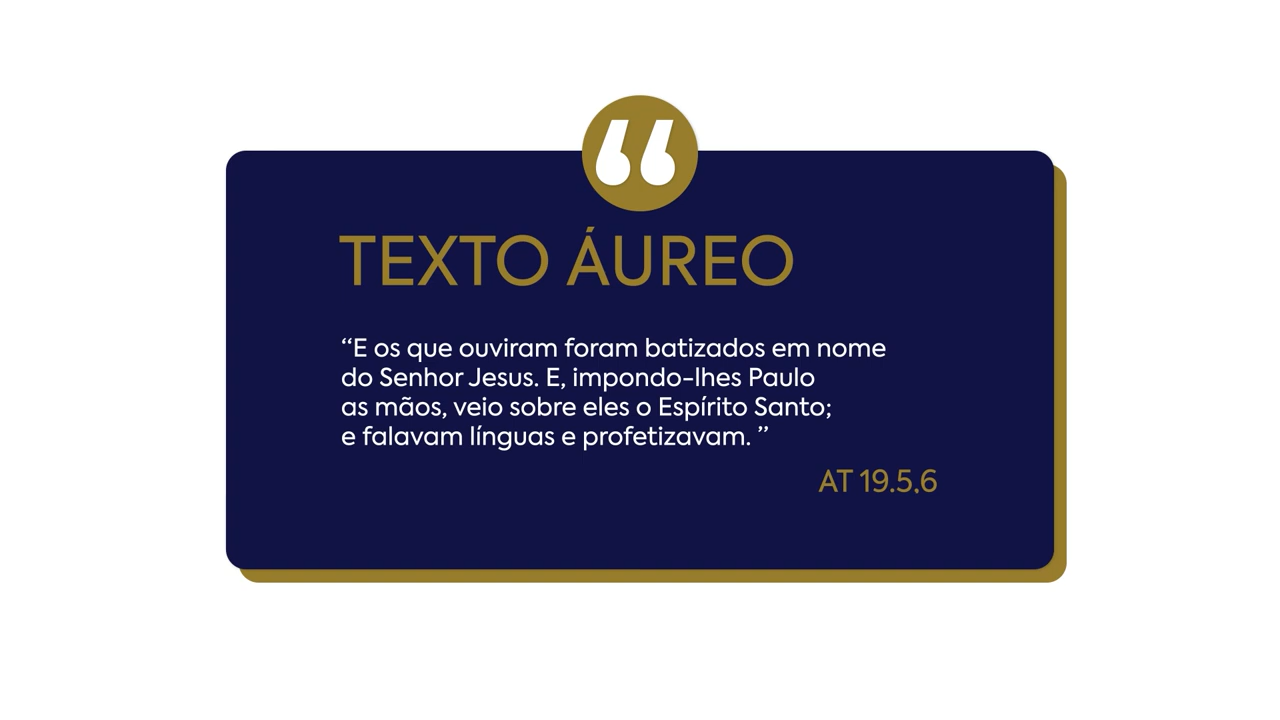 “
TEXTO ÁUREO
“E os que ouviram foram batizados em nome
do Senhor Jesus. E, impondo-lhes Paulo
as mãos, veio sobre eles o Espírito Santo;
e falavam línguas e profetizavam. ”
AT 19.5,6